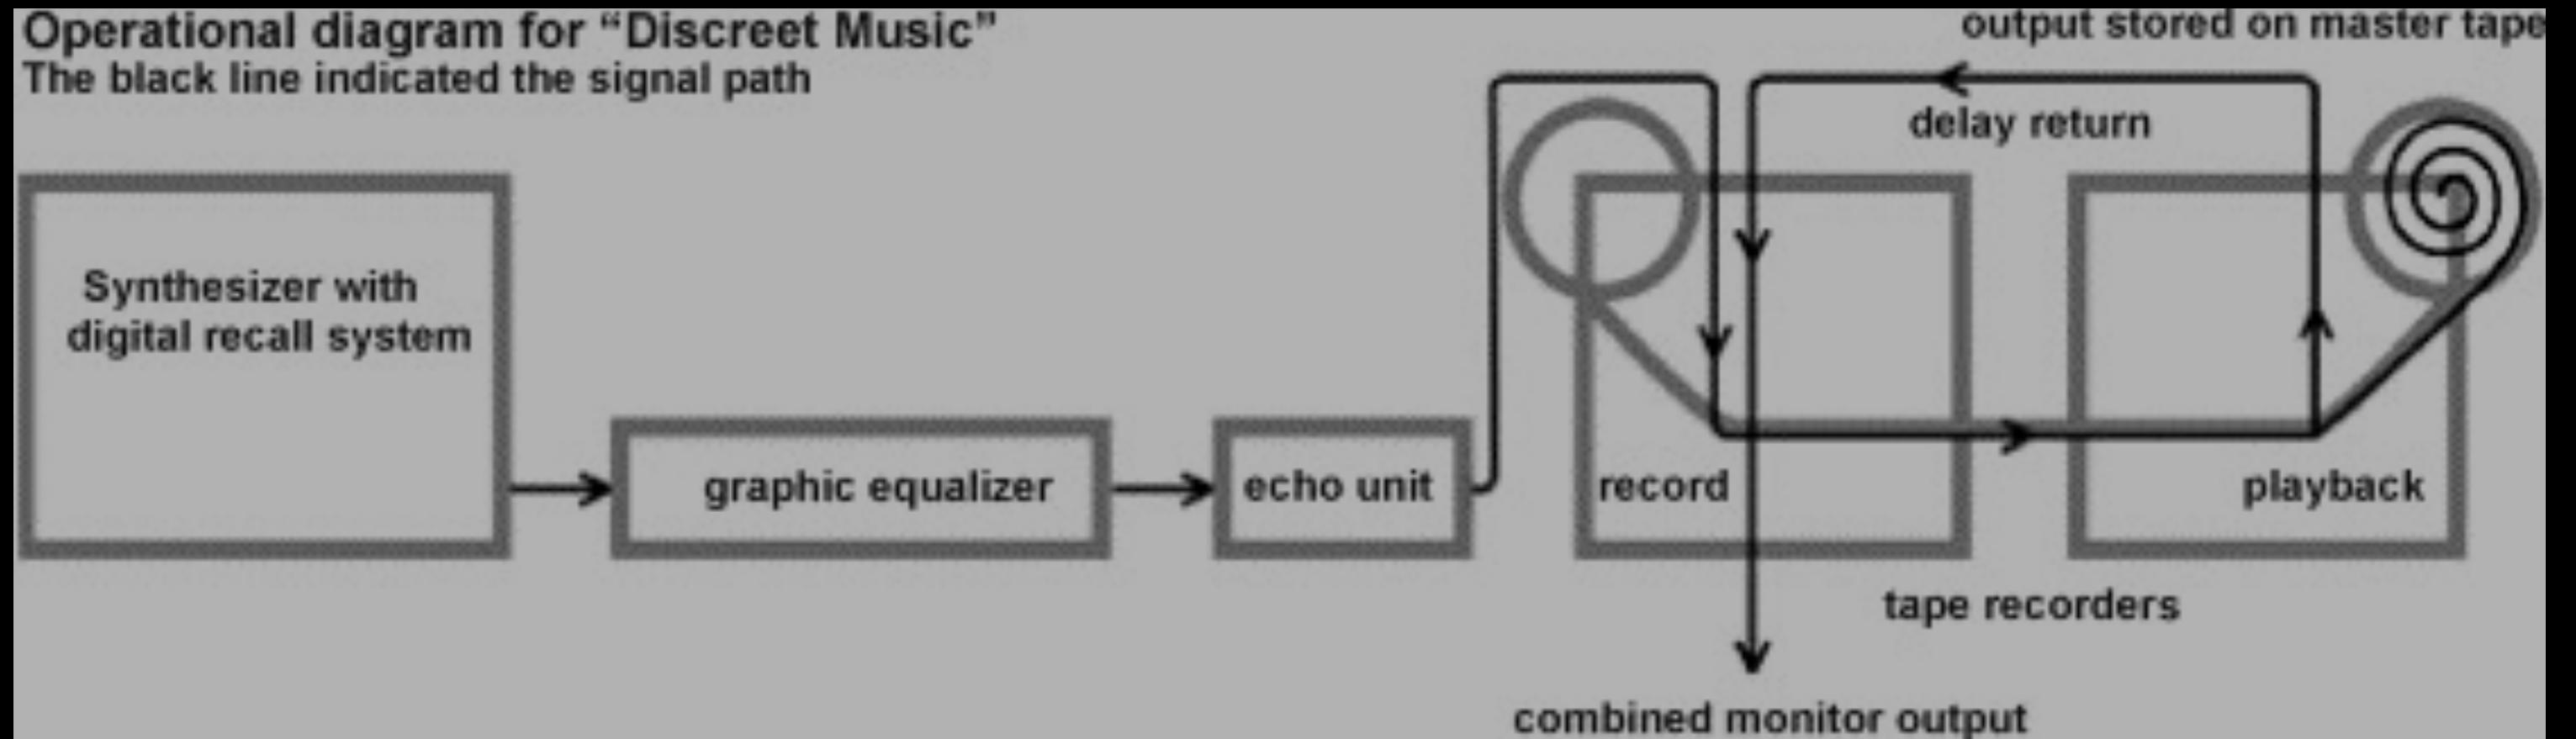 Operational diagram for “Discreet Music”
The black line indicated the signal path
output stored on master tape
delay return
Synthesizer with
digital recall system
graphic equalizer
echo unit
record
playback
tape recorders
combined monitor output